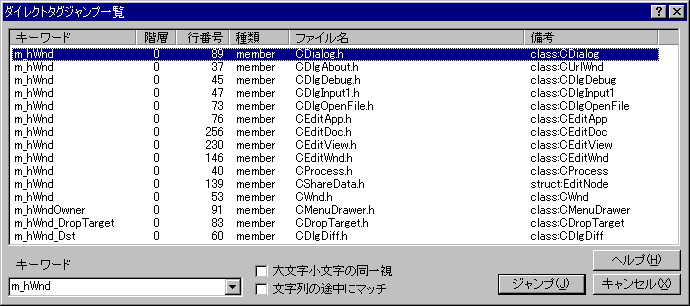 ダイレクトタグジャンプ一覧
キーワード 階層 行番号 種類 ファイル名 備考
m_hWnd 0 89 member CDialog.h class:CDialog
m_hWnd 0 37 member CDlgAbout.h class:CUrlWnd
m_hWnd 0 45 member CDlgDebug.h class:CDlgDebug
m_hWnd 0 47 member CDlgInput1.h class:CDlgInput1
m_hWnd 0 73 member CDlgOpenFile.h class:CDlgOpenFile
m_hWnd 0 76 member CEditApp.h class:CEditApp
m_hWnd 0 256 member CEditDoc.h class:CEditDoc
m_hWnd 0 230 member CEditView.h class:CEditView
m_hWnd 0 146 member CEditWnd.h class:CEditWnd
m_hWnd 0 40 member CProcess.h class:CProcess
m_hWnd 0 139 member CShareData.h struct:EditNode
m_hWnd 0 53 member CWnd.h class:CWnd
m_hWndOwner 0 91 member CMenuDrawer.h class:CMenuDrawer
m_hWnd_DropTarget 0 83 member CDropTarget.h class:CDropTarget
m_hWnd_Dst 0 60 member CDlgDiff.h class:CDlgDiff
キーワード
m_hWnd
大文字小文字の同一視
文字列の途中にマッチ
ヘルプ(H)
ジャンプ(J) キャンセル(X)